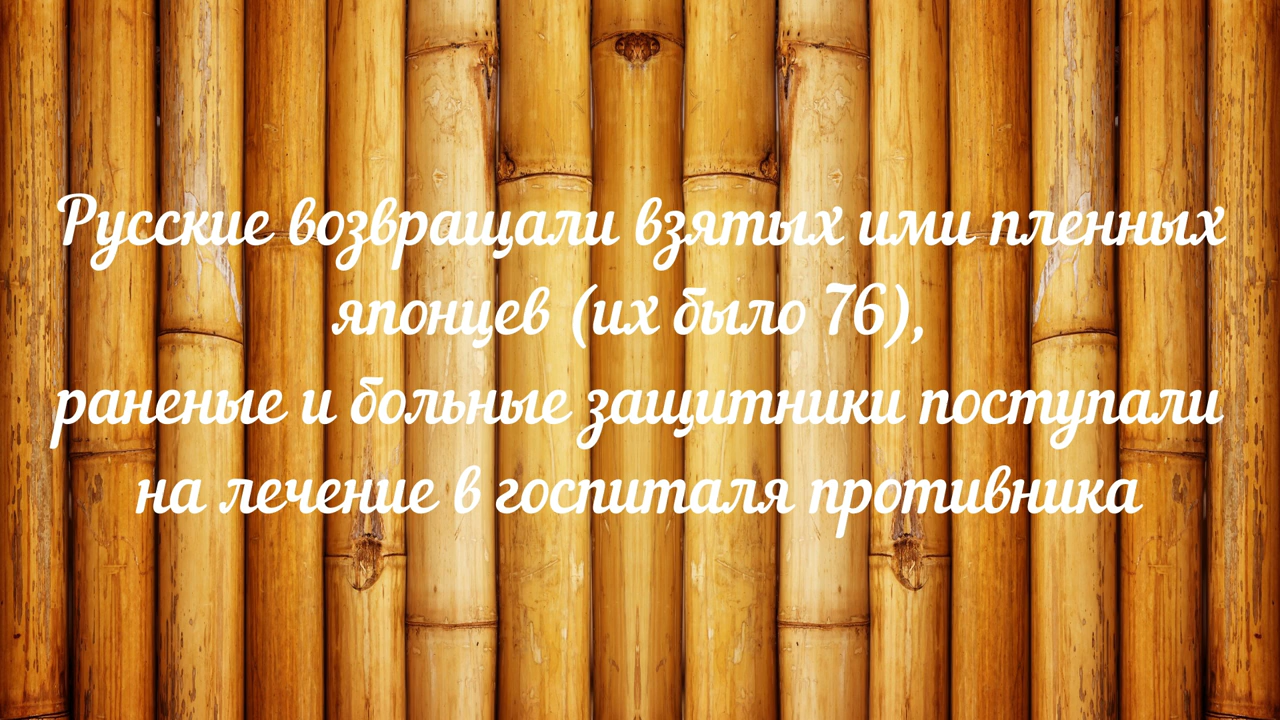 Русские возвращали взятых ими пленных
японцев (их было 76),
раненые и больные защитники поступали
на лечение в госпиталя противника